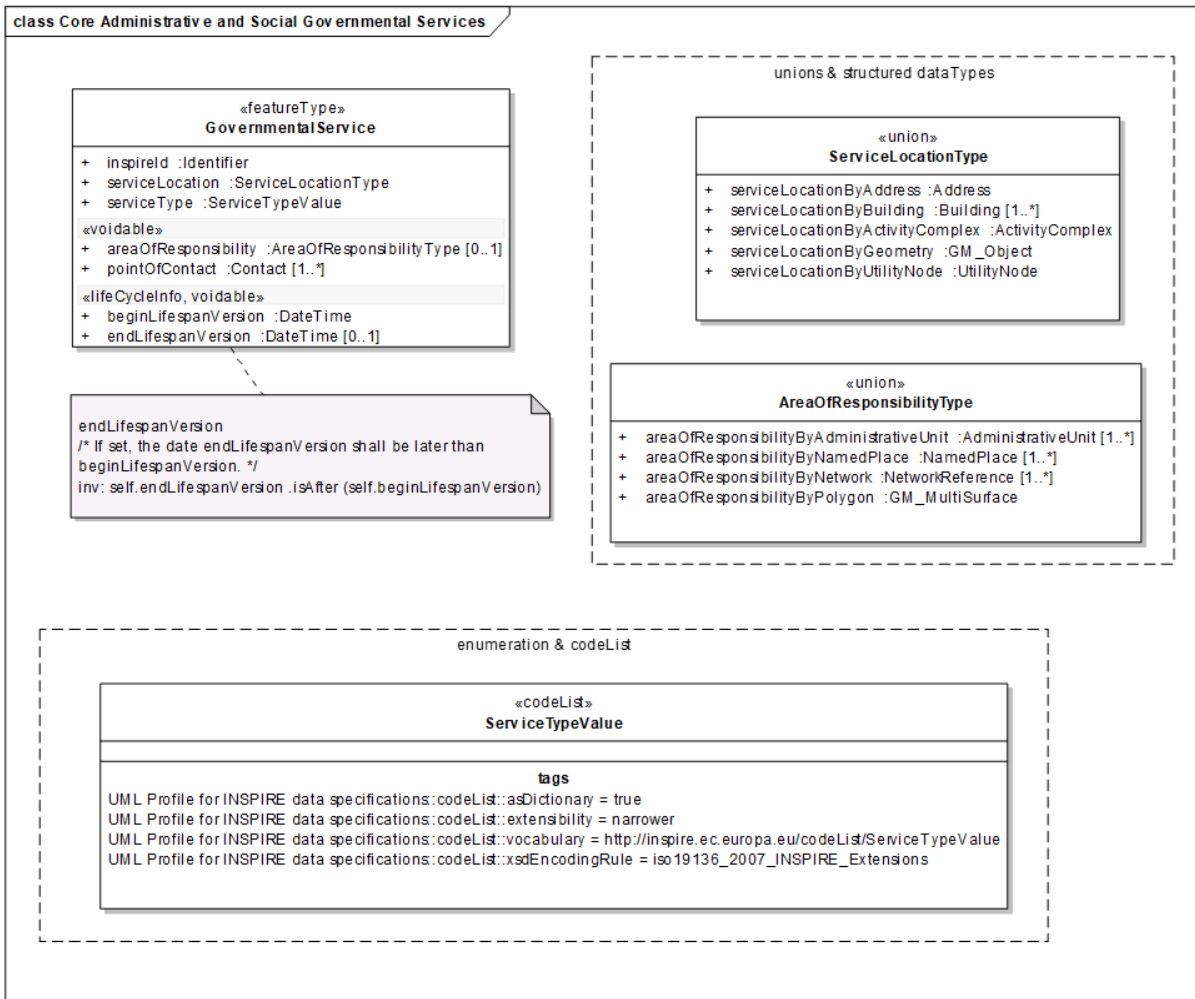 class Core Administrative and Social Governmental Services
«featureType»
GovernmentalService
+ inspireId :Identifier
+ serviceLocation :ServiceLocationType
+ serviceType :ServiceTypeValue
«voidable»
+ areaOfResponsibility :AreaOfResponsibilityType [0..1]
+ pointOfContact :Contact [1..*]
«lifeCycleInfo, voidable»
+ beginLifespanVersion :DateTime
+ endLifespanVersion :DateTime [0..1]
endLifespanVersion
/* If set, the date endLifespanVersion shall be later than
beginLifespanVersion. */
inv: self.endLifespanVersion .isAfter (self.beginLifespanVersion)
unions & structured dataTypes
«union»
ServiceLocationType
+ serviceLocationByAddress :Address
+ serviceLocationByBuilding :Building [1..*]
+ serviceLocationByActivityComplex :ActivityComplex
+ serviceLocationByGeometry :GM_Object
+ serviceLocationByUtilityNode :UtilityNode
«union»
AreaOfResponsibilityType
+ areaOfResponsibilityByAdministrativeUnit :AdministrativeUnit [1..*]
+ areaOfResponsibilityByNamedPlace :NamedPlace [1..*]
+ areaOfResponsibilityByNetwork :NetworkReference [1..*]
+ areaOfResponsibilityByPolygon :GM_MultiSurface
enumeration & codeList
«codeList»
ServiceTypeValue
tags
UML Profile for INSPIRE data specifications::codeList::asDictionary = true
UML Profile for INSPIRE data specifications::codeList::extensibility = narrower
UML Profile for INSPIRE data specifications::codeList::vocabulary = http://inspire.ec.europa.eu/codeList/ServiceTypeValue
UML Profile for INSPIRE data specifications::codeList::xsdEncodingRule = iso19136_2007_INSPIRE_Extensions